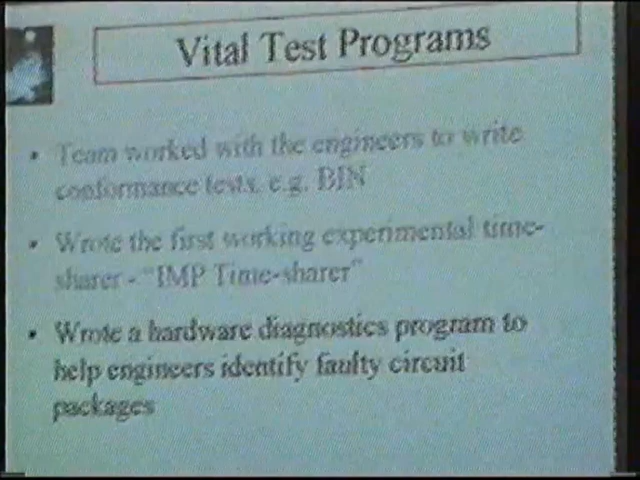 Vital Test Programs
• Team worked with the engineers to write
conformance tests, e.g. BIN
• Wrote the first working experimental time-
sharer - "IMP Time-sharer"
• Wrote a hardware diagnostics program to
help engineers identify faulty circuit
packages